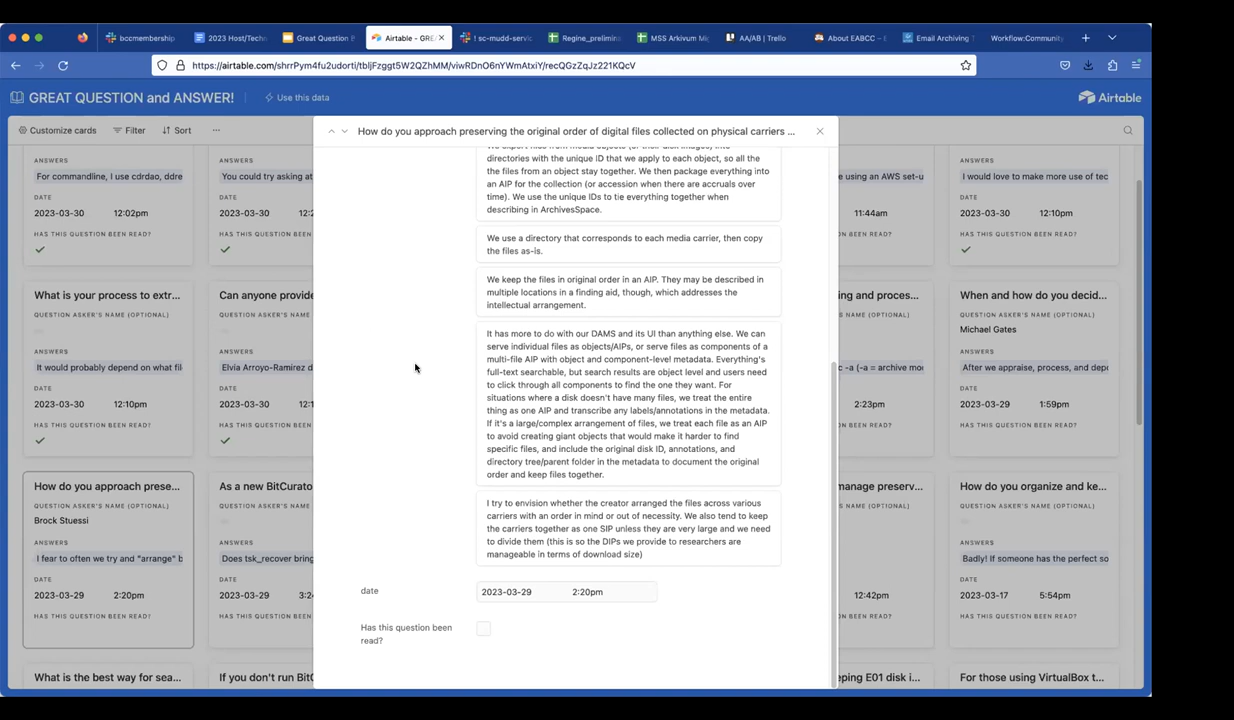 bccmembership
2023 Host/Tech
Great Question B
Airtable - GREA
! sc-mudd-servic
Regine_prelimin
MSS Arkivum Mig
AA/AB | Trello
About EABCC – E
Email Archiving T
Workflow:Community
https://airtable.com/shrrPym4fu2udorti/tbljFzggt5W2QZhMM/viwRDnO6nYWmAtxiY/recQGzZqJz221KQcV
GREAT QUESTION and ANSWER!
Use this data
Airtable
Customize cards
Filter
Sort
...
How do you approach preserving the original order of digital files collected on physical carriers ...
directories with the unique ID that we apply to each object, so all
the files from an object stay together. We then package everything into
an AIP for the collection (or accession when there are accruals over
time). We use the unique IDs to tie everything together when
describing in ArchivesSpace.
We use a directory that corresponds to each media carrier, then copy
the files as-is.
We keep the files in original order in an AIP. They may be described in
multiple locations in a finding aid, though, which addresses the
intellectual arrangement.
It has more to do with our DAMS and its UI than anything else. We can
serve individual files as objects/AIPs, or serve files as components of a
multi-file AIP with object and component-level metadata. Everything's
full-text searchable, but search results are object level and users need
to click through all components to find the one they want. For
situations where a disk doesn't have many files, we treat the entire
thing as one AIP and transcribe any labels/annotations in the metadata.
If it's a large/complex arrangement of files, we treat each file as an AIP
to avoid creating giant objects that would make it harder to find
specific files, and include the original disk ID, annotations, and
directory tree/parent folder in the metadata to document the original
order and keep files together.
I try to envision whether the creator arranged the files across various
carriers with an order in mind or out of necessity. We also tend to keep
the carriers together as one SIP unless they are very large and we need
to divide them (this is so the DIPs we provide to researchers are
manageable in terms of download size)
date
2023-03-29 2:20pm
Has this question been
read?
ANSWERS
For commandline, I use cdrdao, ddre
DATE
2023-03-30 12:02pm
HAS THIS QUESTION BEEN READ?
ANSWERS
You could try asking at
DATE
2023-03-30 12:2
HAS THIS QUESTION BEEN
e using an AWS set-u
11:44am
N READ?
ANSWERS
I would love to make more use of tec
DATE
2023-03-30 12:10pm
HAS THIS QUESTION BEEN READ?
What is your process to extr...
QUESTION ASKER'S NAME (OPTIONAL)
ANSWERS
It would probably depend on what fil
DATE
2023-03-30 12:10pm
HAS THIS QUESTION BEEN READ?
Can anyone provide
QUESTION ASKER'S NAME
ANSWERS
Elvia Arroyo-Ramirez d
DATE
2023-03-30 12:1
HAS THIS QUESTION BEEN
ing and proces...
E (OPTIONAL)
c -a (-a = archive mod
2:23pm
N READ?
When and how do you decid...
QUESTION ASKER'S NAME (OPTIONAL)
Michael Gates
ANSWERS
After we appraise, process, and depo
DATE
2023-03-29 1:59pm
HAS THIS QUESTION BEEN READ?
How do you approach prese...
QUESTION ASKER'S NAME (OPTIONAL)
Brock Stuessi
ANSWERS
I fear to often we try and "arrange" b
DATE
2023-03-29 2:20pm
HAS THIS QUESTION BEEN READ?
As a new BitCurato
QUESTION ASKER'S NAME
ANSWERS
Does tsk_recover bring
DATE
2023-03-29 3:24
HAS THIS QUESTION BEEN
manage preserv...
E (OPTIONAL)
12:42pm
N READ?
How do you organize and ke...
QUESTION ASKER'S NAME (OPTIONAL)
ANSWERS
Badly! If someone has the perfect so
DATE
2023-03-17 5:54pm
HAS THIS QUESTION BEEN READ?
What is the best way for sea...
If you don't run BitC
eping E01 disk i...
For those using VirtualBox t...